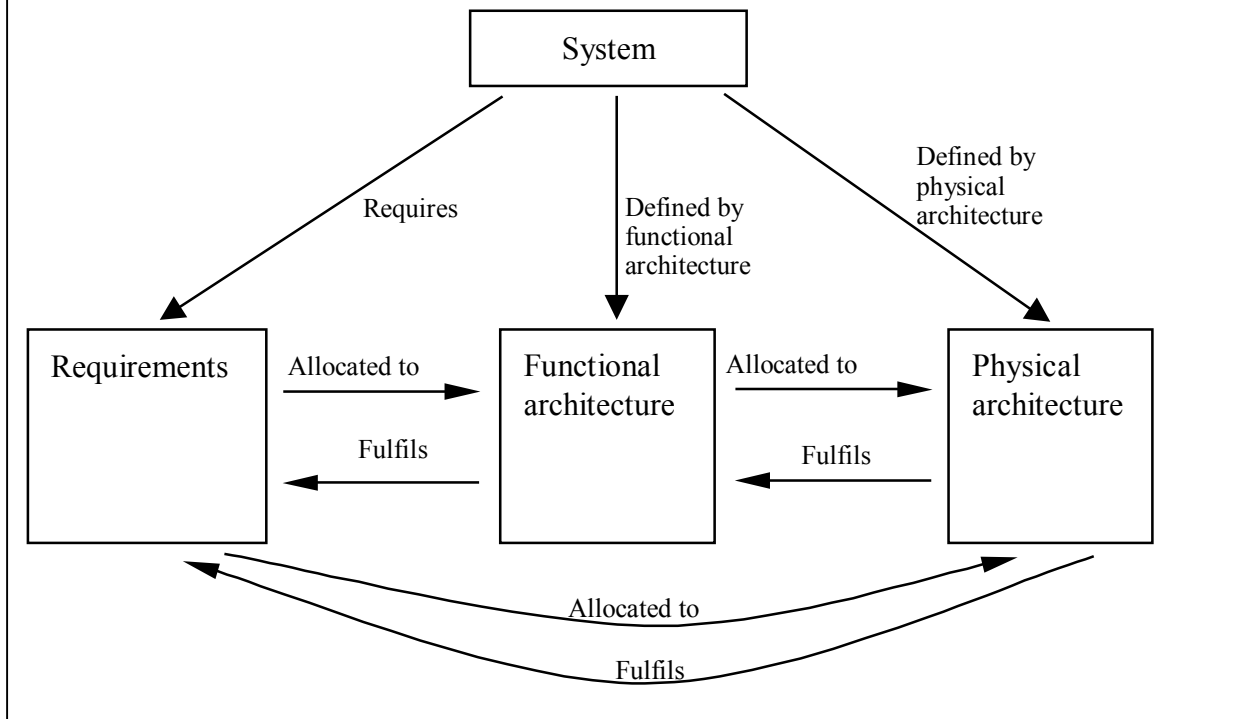 System
Defined by
physical
architecture
Requires
Defined by
functional
architecture
Requirements
Allocated to
Functional
architecture
Allocated to
Physical
architecture
Fulfils
Fulfils
Allocated to
Fulfils